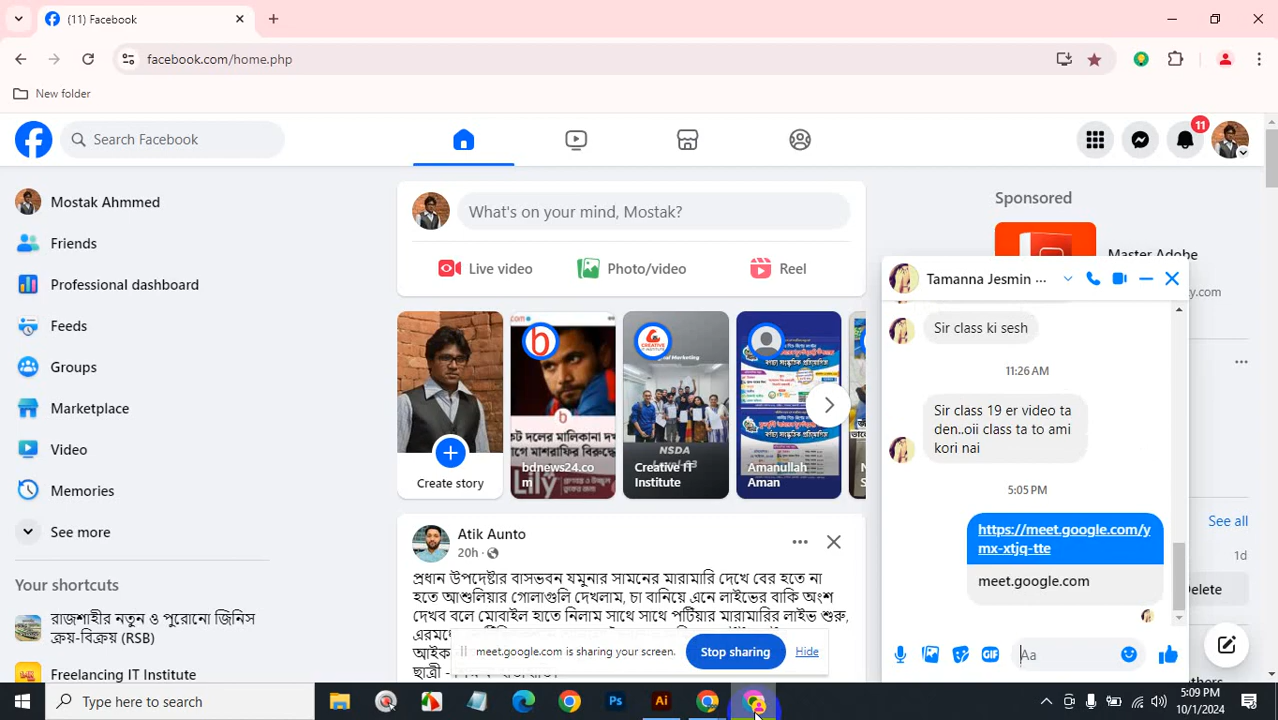 (11) Facebook
facebook.com/home.php
New folder
Search Facebook
11
Mostak Ahmmed
Friends
Professional dashboard
Feeds
Groups
Marketplace
Video
Memories
See more
Your shortcuts
রাজশাহীর নতুন ও পুরোনো জিনিস
ক্রয়-বিক্রয় (RSB)
Freelancing IT Institute
What's on your mind, Mostak?
Live video
Photo/video
Reel
Create story
bdnews24.co
m
Creative IT
Institute
Amanullah
Aman
Atik Aunto
20h
প্রধান উপদেষ্টার বাসভবন যমুনার সামনের মারামারি দেখে বের হতে না
হতে আশুলিয়ার গোলাগুলি দেখলাম, চা বানিয়ে এনে লাইভের বাকি অংশ
দেখব বলে মোবাইল হাতে নিলাম সাথে সাথে পটিয়ার মারামারির লাইভ শুরু,
meet.google.com is sharing your screen.
Stop sharing
Hide
Sponsored
Master Adobe
y.com
See all
1d
Delete
Tamanna Jesmin ...
Sir class ki sesh
11:26 AM
Sir class 19 er video ta
den..oii class ta to ami
kori nai
5:05 PM
https://meet.google.com/y
mx-xtjq-tte
meet.google.com
Aa
GIF
Type here to search
Ps
Ai
5:09 PM
10/1/2024